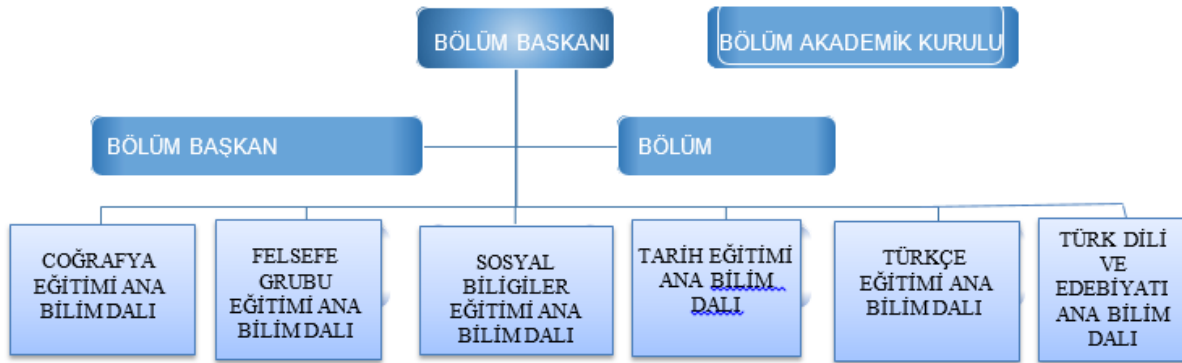 BÖLÜM BASKANI
BÖLÜM AKADEMİK KURULU
BÖLÜM BAŞKAN
BÖLÜM
COĞRAFYA
EĞİTİMİ ANA
BİLİM DALI
FELSEFE
GRUBU
EĞİTİMİ ANA
BİLİM DALI
SOSYAL
BİLİGİLER
EĞİTİMİ ANA
BİLİM DALI
TARİH EĞİTİMİ
ANA BİLİM
DALI
TÜRKÇE
EĞİTİMİ ANA
BİLİM DALI
TÜRK DİLİ
VE
EDEBİYATI
ANA BİLİM
DALI